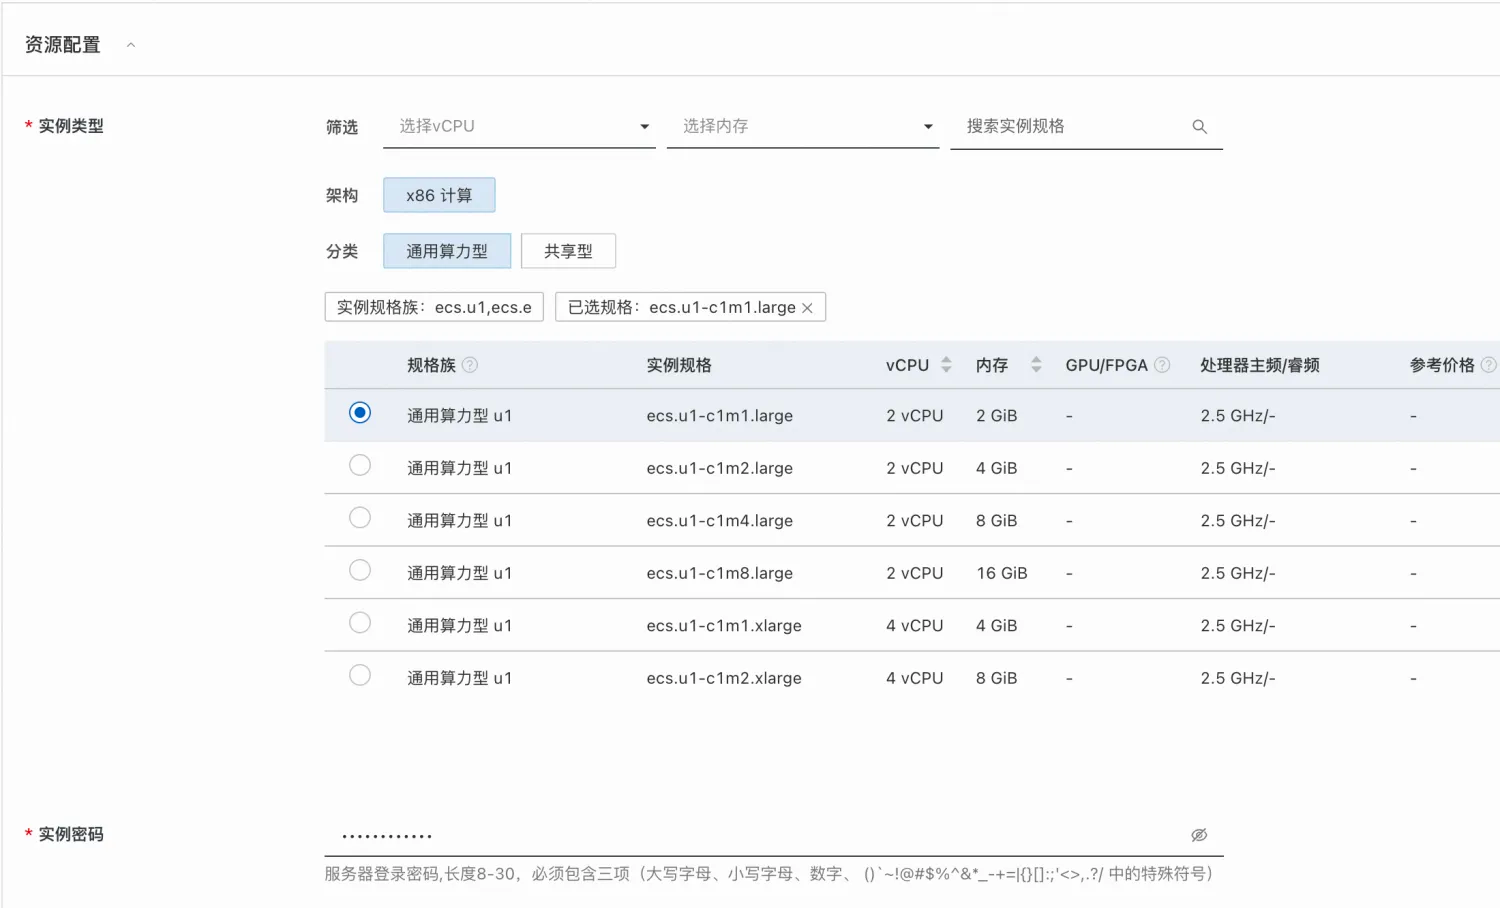 资源配置
* 实例类型
筛选 选择vCPU 选择内存 搜索实例规格
架构 x86 计算
分类 通用算力型 共享型
实例规格族：ecs.u1,ecs.e 已选规格：ecs.u1-c1m1.large ×
规格族 实例规格 vCPU 内存 GPU/FPGA 处理器主频/睿频 参考价格
通用算力型 u1 ecs.u1-c1m1.large 2 vCPU 2 GiB - 2.5 GHz/- -
通用算力型 u1 ecs.u1-c1m2.large 2 vCPU 4 GiB - 2.5 GHz/- -
通用算力型 u1 ecs.u1-c1m4.large 2 vCPU 8 GiB - 2.5 GHz/- -
通用算力型 u1 ecs.u1-c1m8.large 2 vCPU 16 GiB - 2.5 GHz/- -
通用算力型 u1 ecs.u1-c1m1.xlarge 4 vCPU 4 GiB - 2.5 GHz/- -
通用算力型 u1 ecs.u1-c1m2.xlarge 4 vCPU 8 GiB - 2.5 GHz/- -
* 实例密码 ••••••••••••
服务器登录密码,长度8-30，必须包含三项（大写字母、小写字母、数字、 ()`~!@#$%^&*_-+=|{}[]:;'<>,.?/ 中的特殊符号）